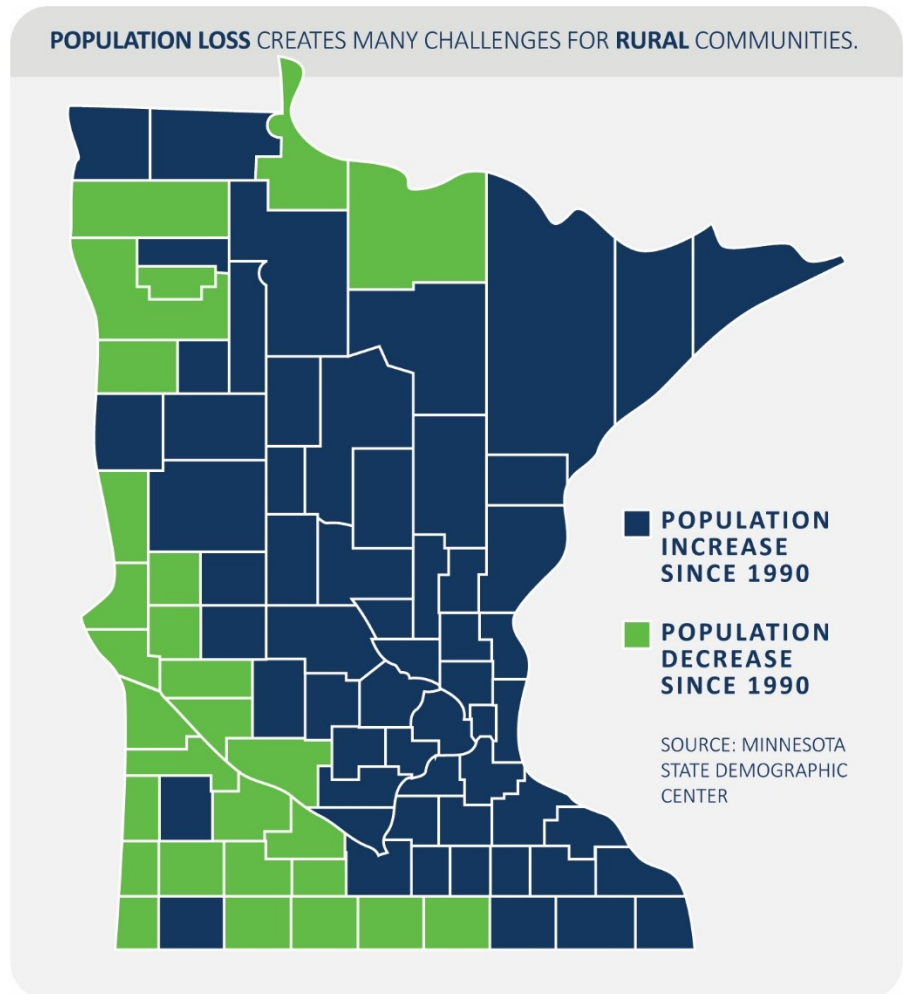 POPULATION LOSS CREATES MANY CHALLENGES FOR RURAL COMMUNITIES.
POPULATION
INCREASE
SINCE 1990
POPULATION
DECREASE
SINCE 1990
SOURCE: MINNESOTA
STATE DEMOGRAPHIC
CENTER